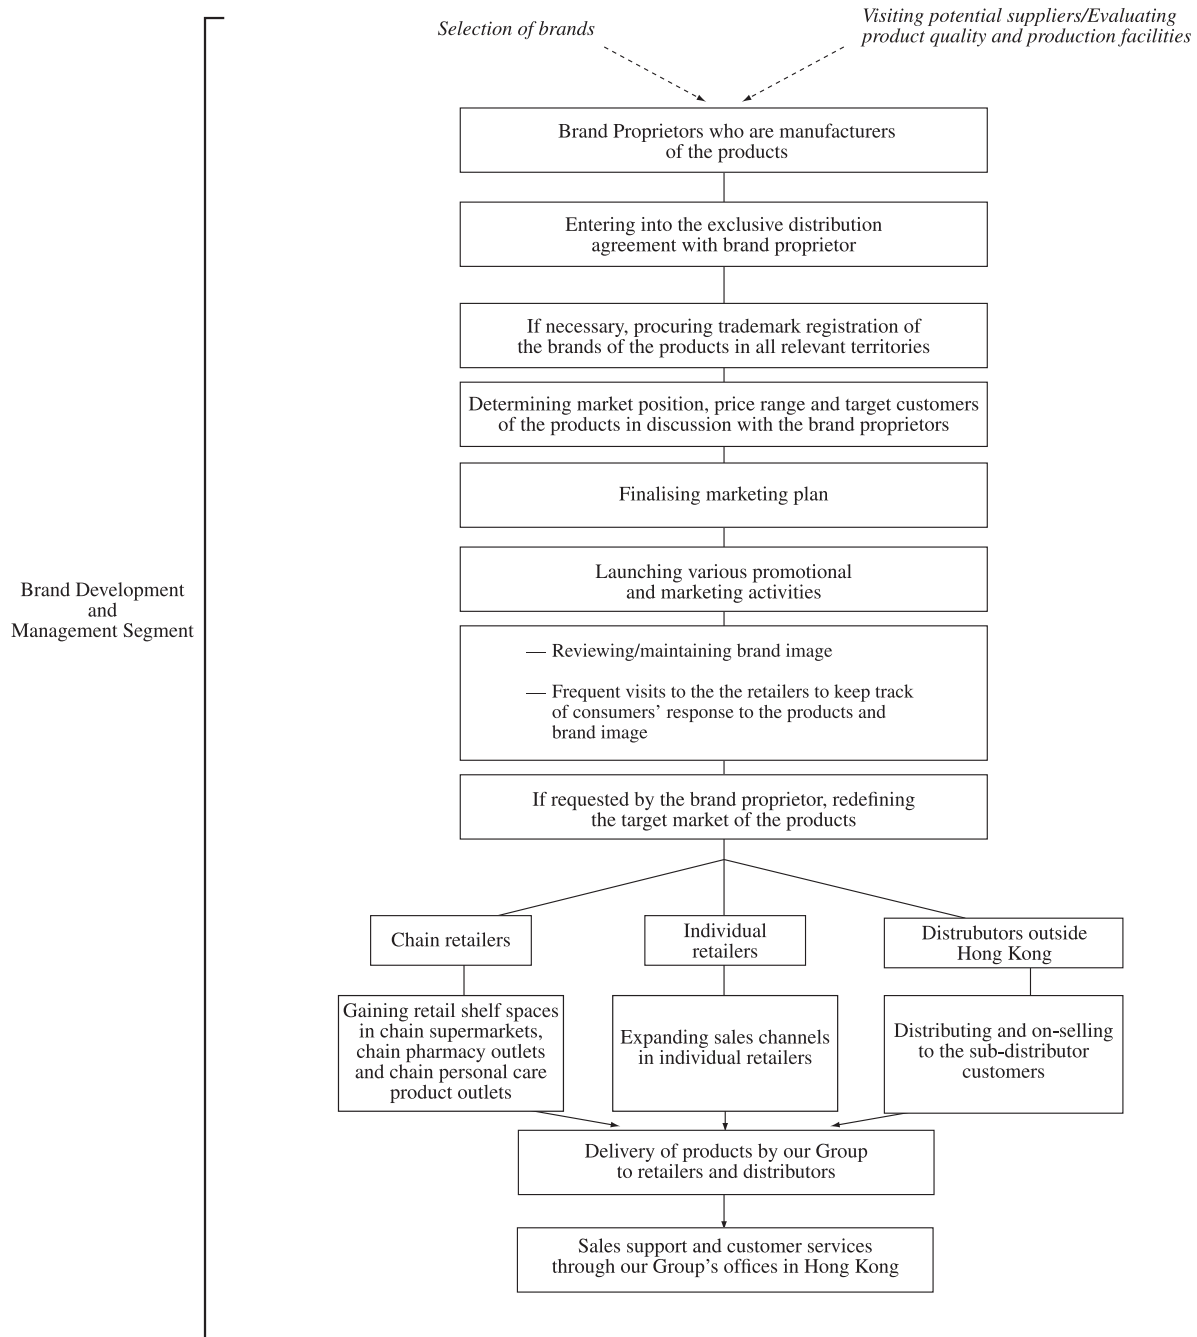 Selection of brands
Visiting potential suppliers/Evaluating
product quality and production facilities
Brand Proprietors who are manufacturers
of the products
Entering into the exclusive distribution
agreement with brand proprietor
If necessary, procuring trademark registration of
the brands of the products in all relevant territories
Determining market position, price range and target customers
of the products in discussion with the brand proprietors
Finalising marketing plan
Launching various promotional
and marketing activities
Brand Development
and
Management Segment
— Reviewing/maintaining brand image
— Frequent visits to the the retailers to keep track
of consumers’ response to the products and
brand image
If requested by the brand proprietor, redefining
the target market of the products
Chain retailers
Individual
retailers
Distrubutors outside
Hong Kong
Gaining retail shelf spaces
in chain supermarkets,
chain pharmacy outlets
and chain personal care
product outlets
Expanding sales channels
in individual retailers
Distributing and on-selling
to the sub-distributor
customers
Delivery of products by our Group
to retailers and distributors
Sales support and customer services
through our Group’s offices in Hong Kong